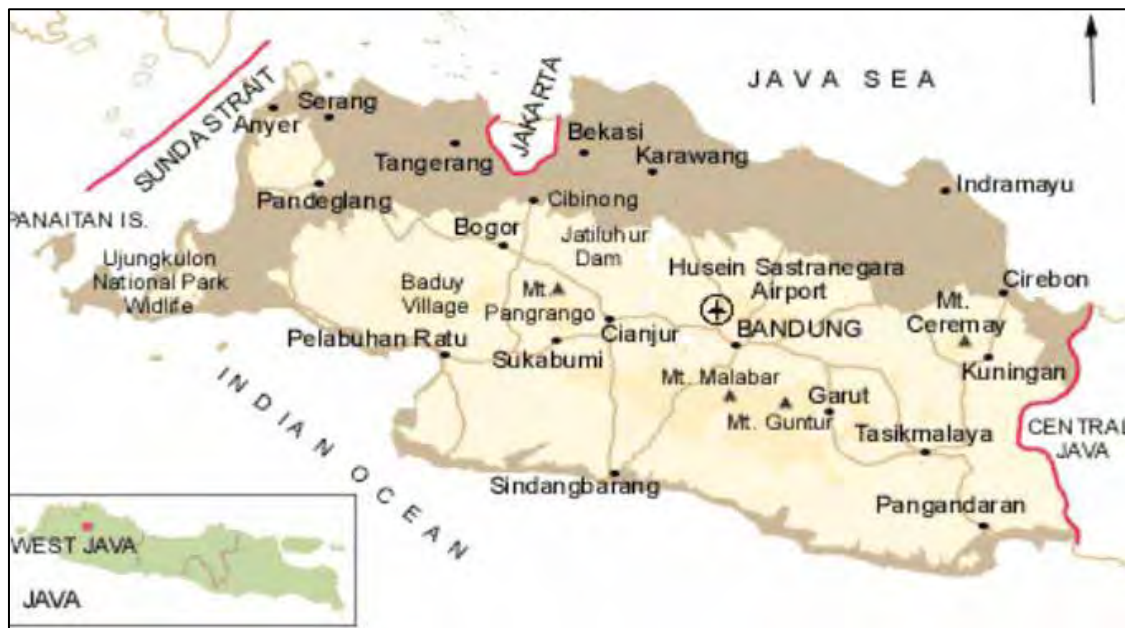 JAVA SEA
SUNDA STRAIT
Serang
Anyer
JAKARTA
Bekasi
Tangerang
Karawang
Indramayu
Pandeglang
Cibinong
PANAITAN IS.
Bogor
Jatiluhur
Dam
Ujungkulon
National Park
Widlife
Husein Sastranegara
Airport
Cirebon
Baduy
Village
Mt.
Pangrango
Mt.
Ceremay
Cianjur
BANDUNG
Pelabuhan Ratu
Sukabumi
Kuningan
Mt. Malabar
Garut
Mt. Guntur
INDIAN OCEAN
Tasikmalaya
CENTRAL
JAVA
Sindangbarang
Pangandaran
WEST JAVA
JAVA